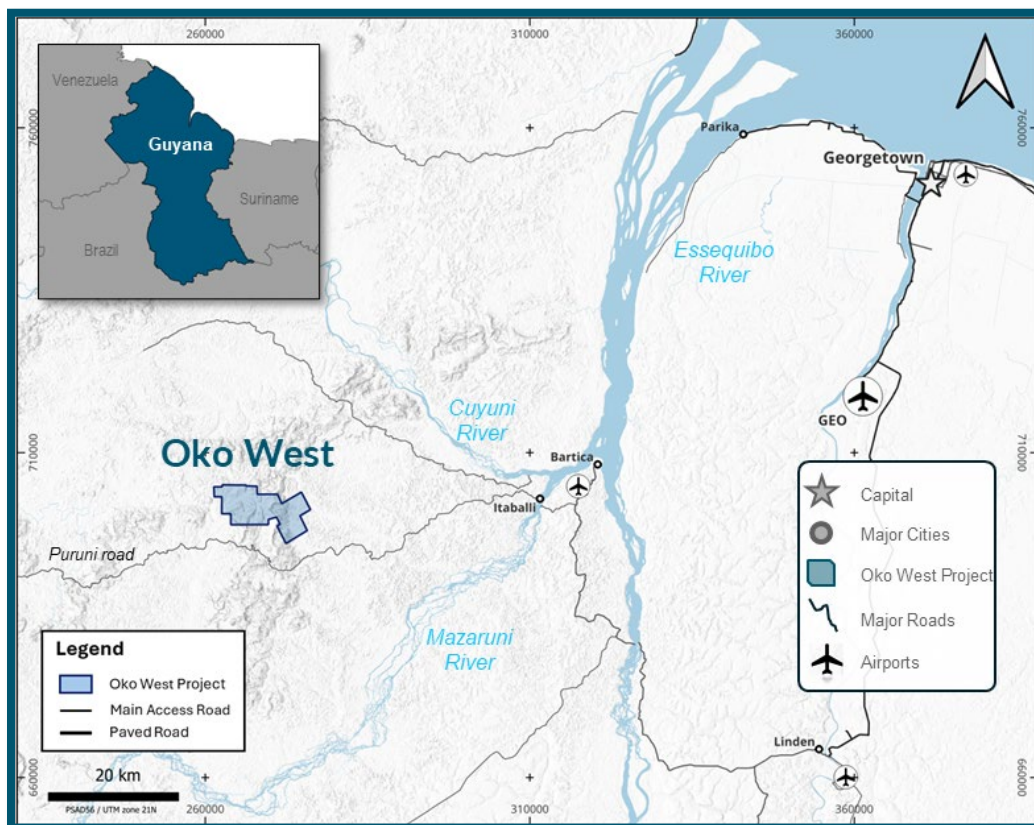 260000
310000
360000
760000
760000
Venezuela
Guyana
Suriname
Brazil
Parika
Georgetown
Essequibo
River
GEO
Cuyuni
River
710000
710000
Oko West
Bartica
Itaballi
Puruni road
Mazaruni
River
Capital
Major Cities
Oko West Project
Major Roads
Airports
Legend
Oko West Project
Main Access Road
Paved Road
Linden
20 km
PSAD56 / UTM zone 21N
660000
660000
260000
310000
360000